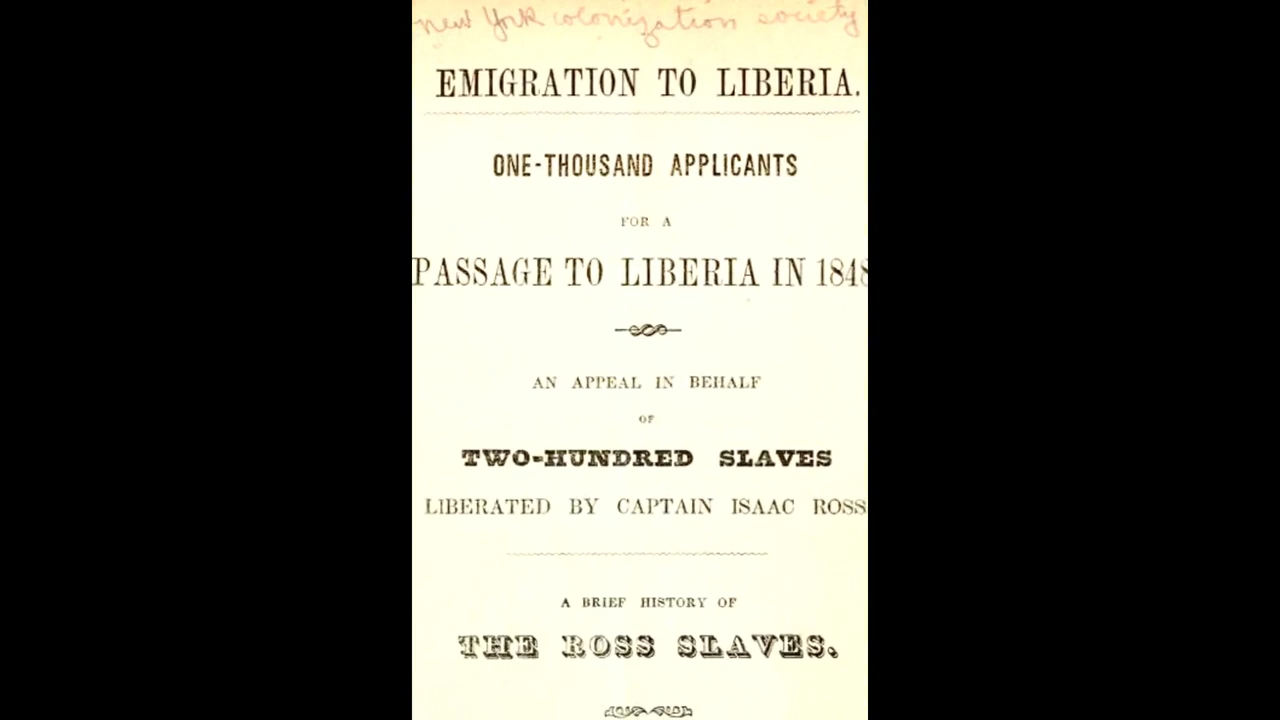 new York colonization society
EMIGRATION TO LIBERIA.
ONE-THOUSAND APPLICANTS
FOR A
PASSAGE TO LIBERIA IN 1848
AN APPEAL IN BEHALF
OF
TWO-HUNDRED SLAVES
LIBERATED BY CAPTAIN ISAAC ROSS
A BRIEF HISTORY OF
THE ROSS SLAVES.